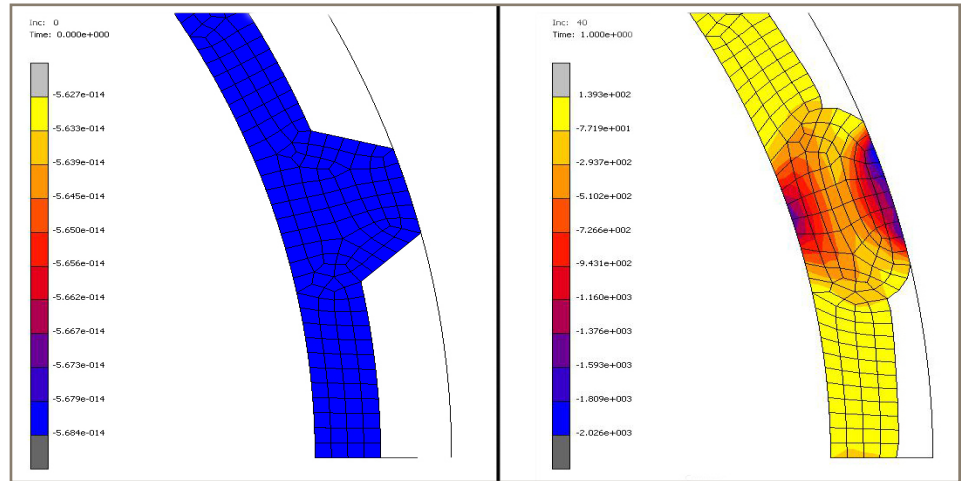 Inc: 0
Time: 0.000e+000
-5.627e-014
-5.633e-014
-5.639e-014
-5.645e-014
-5.650e-014
-5.656e-014
-5.662e-014
-5.667e-014
-5.673e-014
-5.679e-014
-5.684e-014
Inc: 40
Time: 1.000e+000
1.393e+002
-7.719e+001
-2.937e+002
-5.102e+002
-7.266e+002
-9.431e+002
-1.160e+003
-1.376e+003
-1.593e+003
-1.809e+003
-2.026e+003